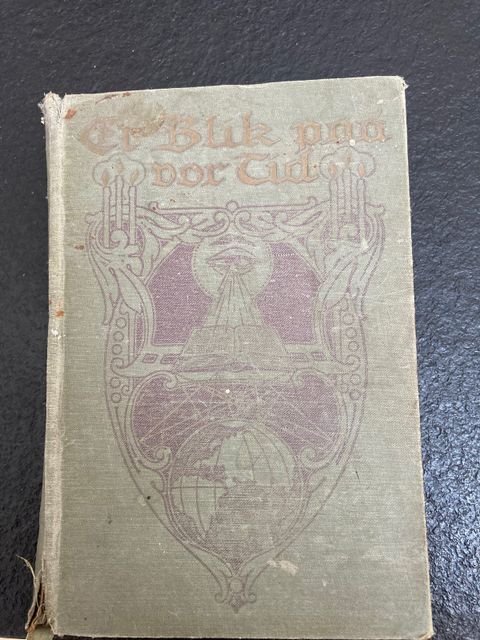 Et Blik paa
vor Tid